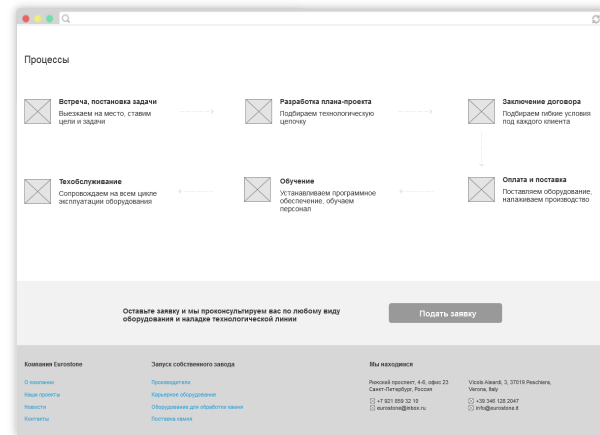 Процессы
Встреча, постановка задачи
Выезжаем на место, ставим
цели и задачи
Разработка плана-проекта
Подбираем технологическую
цепочку
Заключение договора
Подбираем гибкие условия
под каждого клиента
Техобслуживание
Сопровождаем на всем цикле
эксплуатации оборудования
Обучение
Устанавливаем программное
обеспечение, обучаем
персонал
Оплата и поставка
Поставляем оборудование,
налаживаем производство
Оставьте заявку и мы проконсультируем вас по любому виду
оборудования и наладке технологической линии
Подать заявку
Компания Eurostone
О компании
Наши проекты
Новости
Контакты
Запуск собственного завода
Производители
Карьерное оборудование
Оборудование для обработки камня
Поставка камня
Мы находимся
Рижский проспект, 4-6, офис 23
Санкт-Петербург, Россия
+7 921 859 32 10
eurostone@inbox.ru
Vicolo Aleardi, 3, 37019 Peschiera,
Verona, Italy
+39 346 128 2047
info@eurostone.it